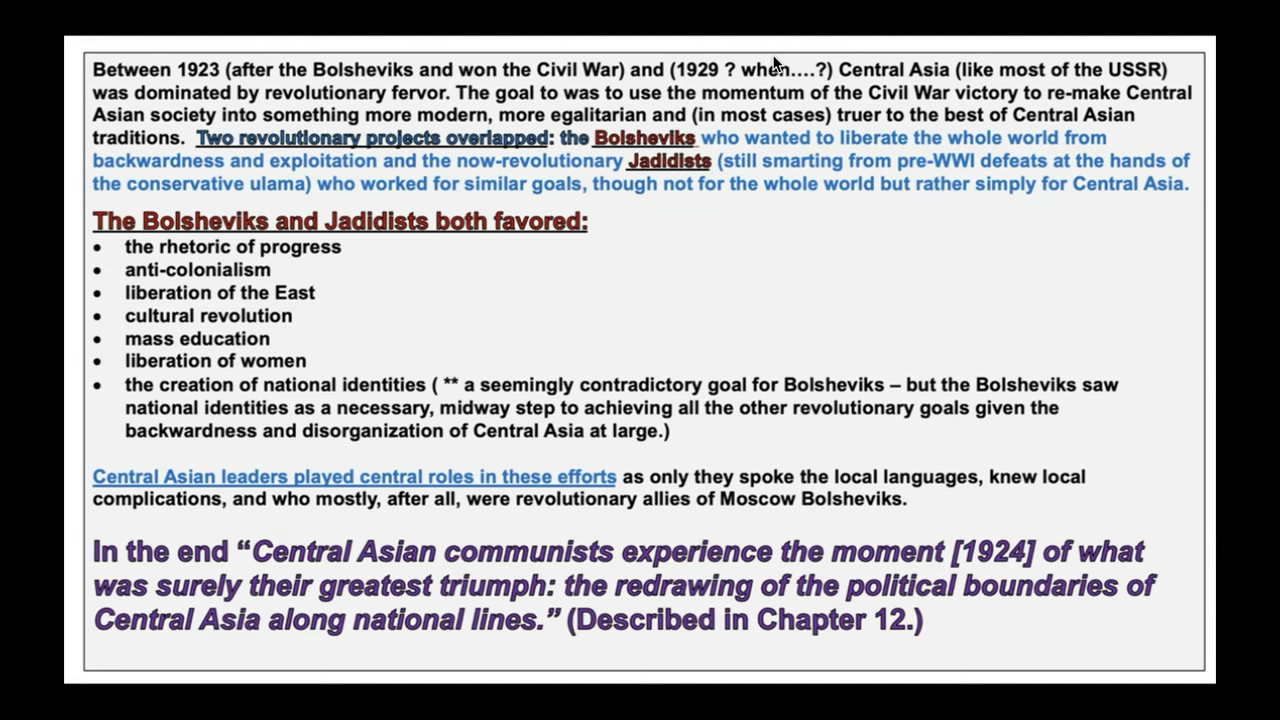 Between 1923 (after the Bolsheviks and won the Civil War) and (1929 ? when....?) Central Asia (like most of the USSR)
was dominated by revolutionary fervor. The goal to was to use the momentum of the Civil War victory to re-make Central
Asian society into something more modern, more egalitarian and (in most cases) truer to the best of Central Asian
traditions. Two revolutionary projects overlapped: the Bolsheviks who wanted to liberate the whole world from
backwardness and exploitation and the now-revolutionary Jadidists (still smarting from pre-WWI defeats at the hands of
the conservative ulama) who worked for similar goals, though not for the whole world but rather simply for Central Asia.
The Bolsheviks and Jadidists both favored:
• the rhetoric of progress
• anti-colonialism
• liberation of the East
• cultural revolution
• mass education
• liberation of women
• the creation of national identities ( ** a seemingly contradictory goal for Bolsheviks – but the Bolsheviks saw
national identities as a necessary, midway step to achieving all the other revolutionary goals given the
backwardness and disorganization of Central Asia at large.)
Central Asian leaders played central roles in these efforts as only they spoke the local languages, knew local
complications, and who mostly, after all, were revolutionary allies of Moscow Bolsheviks.
In the end “Central Asian communists experience the moment [1924] of what
was surely their greatest triumph: the redrawing of the political boundaries of
Central Asia along national lines.” (Described in Chapter 12.)